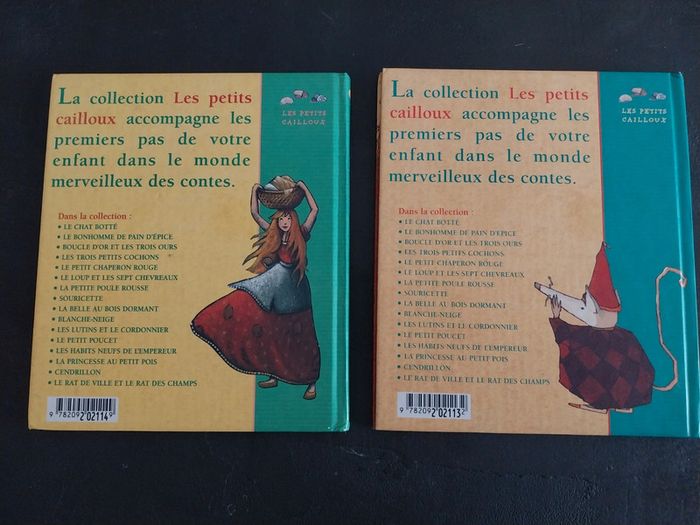 La collection Les petits
cailloux accompagne les
premiers pas de votre
enfant dans le monde
merveilleux des contes.
LES PETITS
CAILLOUX
Dans la collection :
• LE CHAT BOTTÉ
• LE BONHOMME DE PAIN D'ÉPICE
• BOUCLE D'OR ET LES TROIS OURS
• LES TROIS PETITS COCHONS
• LE PETIT CHAPERON ROUGE
• LE LOUP ET LES SEPT CHEVREAUX
• LA PETITE POULE ROUSSE
• SOURICETTE
• LA BELLE AU BOIS DORMANT
• BLANCHE-NEIGE
• LES LUTINS ET LE CORDONNIER
• LE PETIT POUCET
• LES HABITS NEUFS DE L'EMPEREUR
• LA PRINCESSE AU PETIT POIS
• CENDRILLON
• LE RAT DE VILLE ET LE RAT DES CHAMPS
9 782092 021149
La collection Les petits
cailloux accompagne les
premiers pas de votre
enfant dans le monde
merveilleux des contes.
LES PETITS
CAILLOUX
Dans la collection :
• LE CHAT BOTTÉ
• LE BONHOMME DE PAIN D'ÉPICE
• BOUCLE D'OR ET LES TROIS OURS
• LES TROIS PETITS COCHONS
• LE PETIT CHAPERON ROUGE
• LE LOUP ET LES SEPT CHEVREAUX
• LA PETITE POULE ROUSSE
• SOURICETTE
• LA BELLE AU BOIS DORMANT
• BLANCHE-NEIGE
• LES LUTINS ET LE CORDONNIER
• LE PETIT POUCET
• LES HABITS NEUFS DE L'EMPEREUR
• LA PRINCESSE AU PETIT POIS
• CENDRILLON
• LE RAT DE VILLE ET LE RAT DES CHAMPS
9 782092 021132